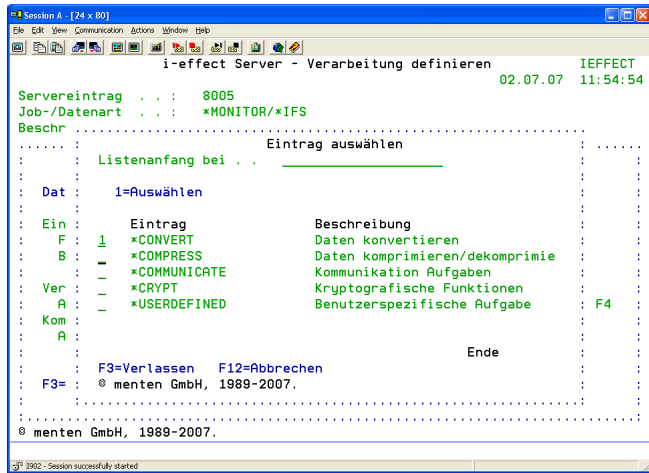 Session A - [24 x 80]
File Edit View Communication Actions Window Help
i-effect Server - Verarbeitung definieren IEFFECT
02.07.07 11:54:54
Servereintrag . . : 8005
Job-/Datenart . . : *MONITOR/*IFS
Beschr ...........................................................
...... : Eintrag auswählen : ......
: : Listenanfang bei . . : :
: : : :
: Dat : 1=Auswählen : :
: : : :
: Ein : Eintrag Beschreibung : :
: F : 1 *CONVERT Daten konvertieren : :
: B : _ *COMPRESS Daten komprimieren/dekomprimie : :
: : _ *COMMUNICATE Kommunikation Aufgaben : :
: Ver : _ *CRYPT Kryptografische Funktionen : :
: A : _ *USERDEFINED Benutzerspezifische Aufgabe : F4 :
: Kom : : :
: A : : :
: : Ende : :
: : F3=Verlassen F12=Abbrechen : :
: F3= : © menten GmbH, 1989-2007. : :
: :.........................................................: :
:.......................................................................:
© menten GmbH, 1989-2007.
I902 - Session successfully started